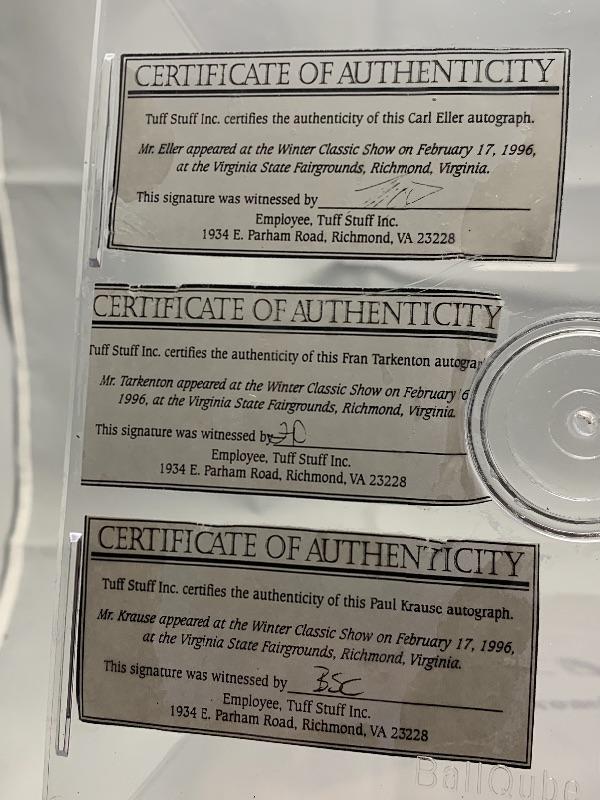 CERTIFICATE OF AUTHENTICITY
Tuff Stuff Inc. certifies the authenticity of this Carl Eller autograph.
Mr. Eller appeared at the Winter Classic Show on February 17, 1996,
at the Virginia State Fairgrounds, Richmond, Virginia.
This signature was witnessed by
Employee, Tuff Stuff Inc.
1934 E. Parham Road, Richmond, VA 23228
CERTIFICATE OF AUTHENTICITY
Tuff Stuff Inc. certifies the authenticity of this Fran Tarkenton autogra
Mr. Tarkenton appeared at the Winter Classic Show on February
1996, at the Virginia State Fairgrounds, Richmond, Virginia.
This signature was witnessed by
Employee, Tuff Stuff Inc.
1934 E. Parham Road, Richmond, VA 23228
CERTIFICATE OF AUTHENTICITY
Tuff Stuff Inc. certifies the authenticity of this Paul Krause autograph.
Mr. Krause appeared at the Winter Classic Show on February 17, 1996,
at the Virginia State Fairgrounds, Richmond, Virginia.
This signature was witnessed by BSC
Employee, Tuff Stuff Inc.
1934 E. Parham Road, Richmond, VA 23228
BallQube